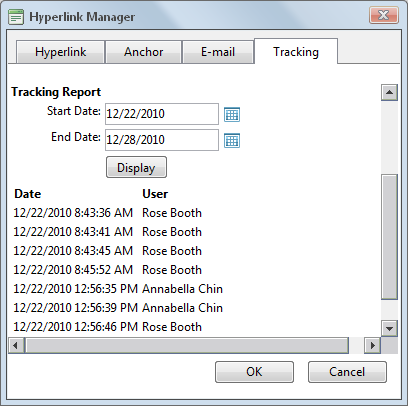 Hyperlink Manager
Hyperlink Anchor E-mail Tracking
Tracking Report
Start Date: 12/22/2010
End Date: 12/28/2010
Display
Date User
12/22/2010 8:43:36 AM Rose Booth
12/22/2010 8:43:41 AM Rose Booth
12/22/2010 8:43:45 AM Rose Booth
12/22/2010 8:45:52 AM Rose Booth
12/22/2010 12:56:35 PM Annabella Chin
12/22/2010 12:56:39 PM Annabella Chin
12/22/2010 12:56:46 PM Rose Booth
OK Cancel